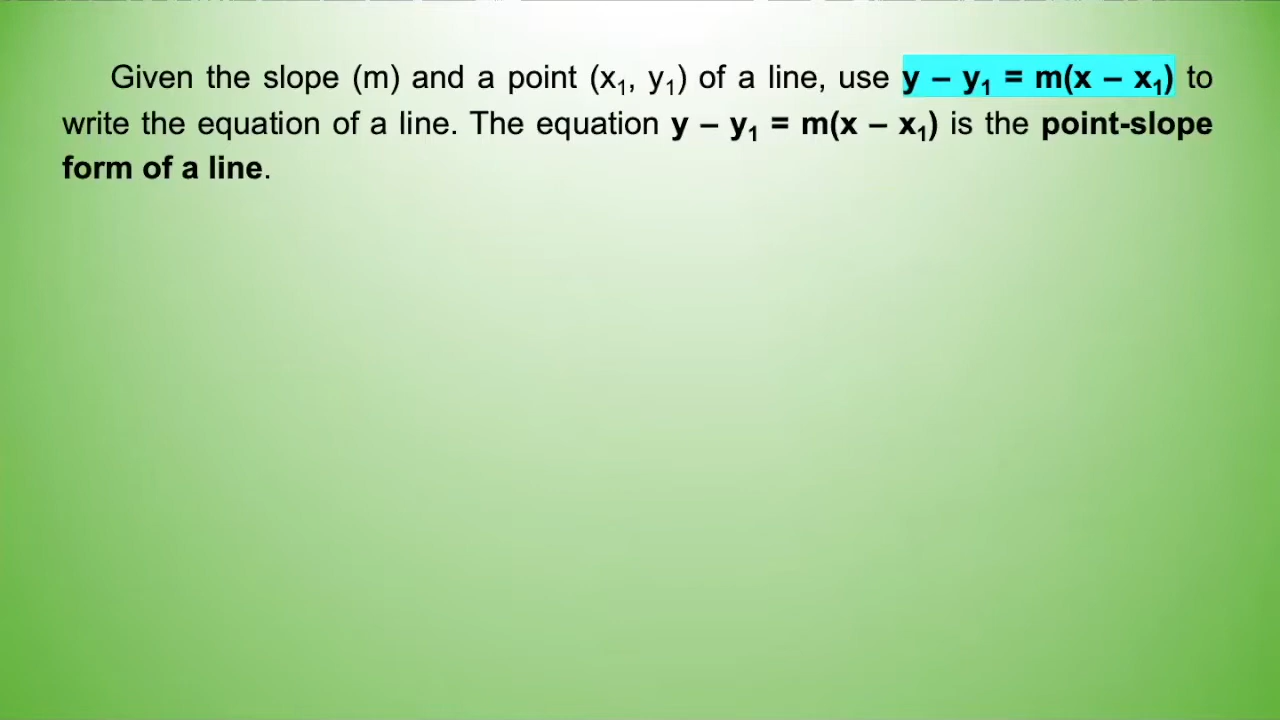 Given the slope (m) and a point (x₁, y₁) of a line, use y – y₁ = m(x – x₁) to
write the equation of a line. The equation y – y₁ = m(x – x₁) is the point-slope
form of a line.